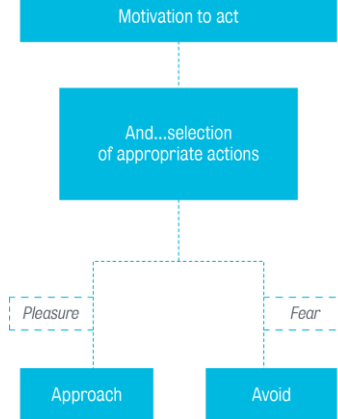 Motivation to act
And...selection
of appropriate actions
Pleasure
Fear
Approach
Avoid